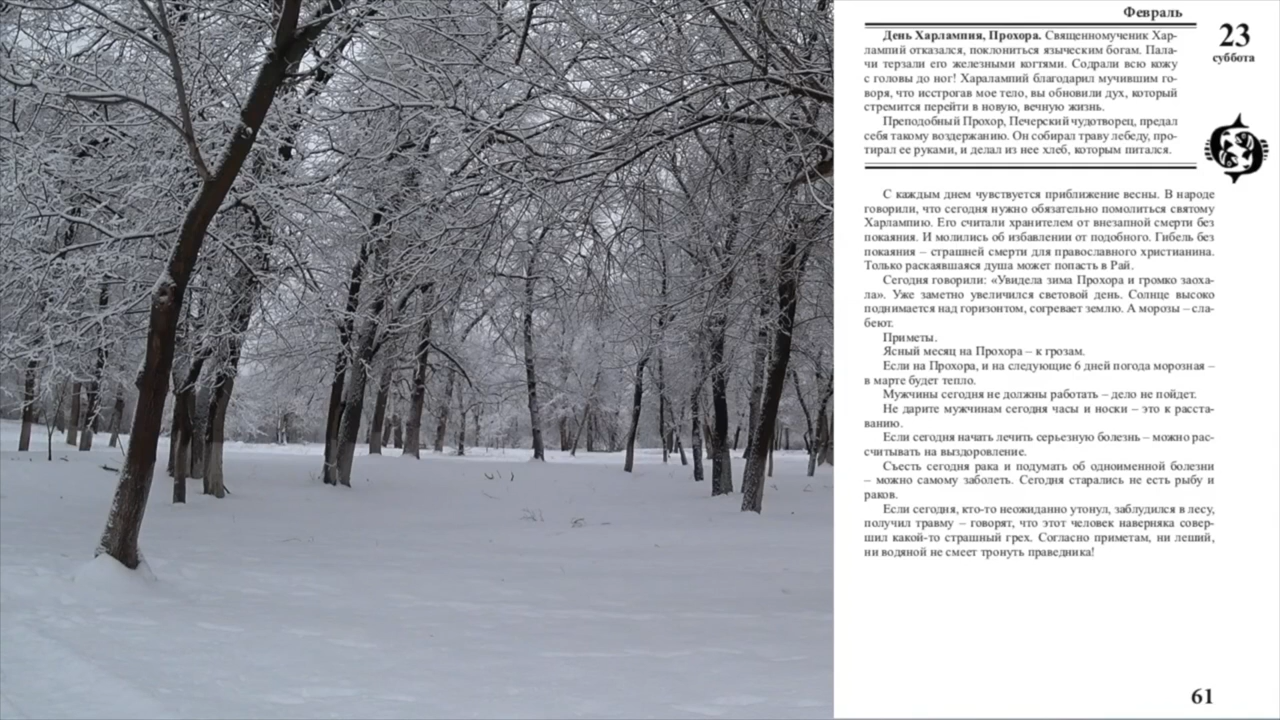 Февраль
23
суббота
День Харлампия, Прохора. Священномученик Хар-
лампий отказался, поклониться языческим богам. Пала-
чи терзали его железными когтями. Содрали всю кожу
с головы до ног! Харалампий благодарил мучившим го-
воря, что исстрогав мое тело, вы обновили дух, который
стремится перейти в новую, вечную жизнь.
Преподобный Прохор, Печерский чудотворец, предал
себя такому воздержанию. Он собирал траву лебеду, про-
тирал ее руками, и делал из нее хлеб, которым питался.
С каждым днем чувствуется приближение весны. В народе
говорили, что сегодня нужно обязательно помолиться святому
Харлампию. Его считали хранителем от внезапной смерти без
покаяния. И молились об избавлении от подобного. Гибель без
покаяния – страшней смерти для православного христианина.
Только раскаявшаяся душа может попасть в Рай.
Сегодня говорили: «Увидела зима Прохора и громко заоха-
ла». Уже заметно увеличился световой день. Солнце высоко
поднимается над горизонтом, согревает землю. А морозы – сла-
беют.
Приметы.
Ясный месяц на Прохора – к грозам.
Если на Прохора, и на следующие 6 дней погода морозная –
в марте будет тепло.
Мужчины сегодня не должны работать – дело не пойдет.
Не дарите мужчинам сегодня часы и носки – это к расста-
ванию.
Если сегодня начать лечить серьезную болезнь – можно рас-
считывать на выздоровление.
Съесть сегодня рака и подумать об одноименной болезни
– можно самому заболеть. Сегодня старались не есть рыбу и
раков.
Если сегодня, кто-то неожиданно утонул, заблудился в лесу,
получил травму – говорят, что этот человек наверняка совер-
шил какой-то страшный грех. Согласно приметам, ни леший,
ни водяной не смеет тронуть праведника!
61